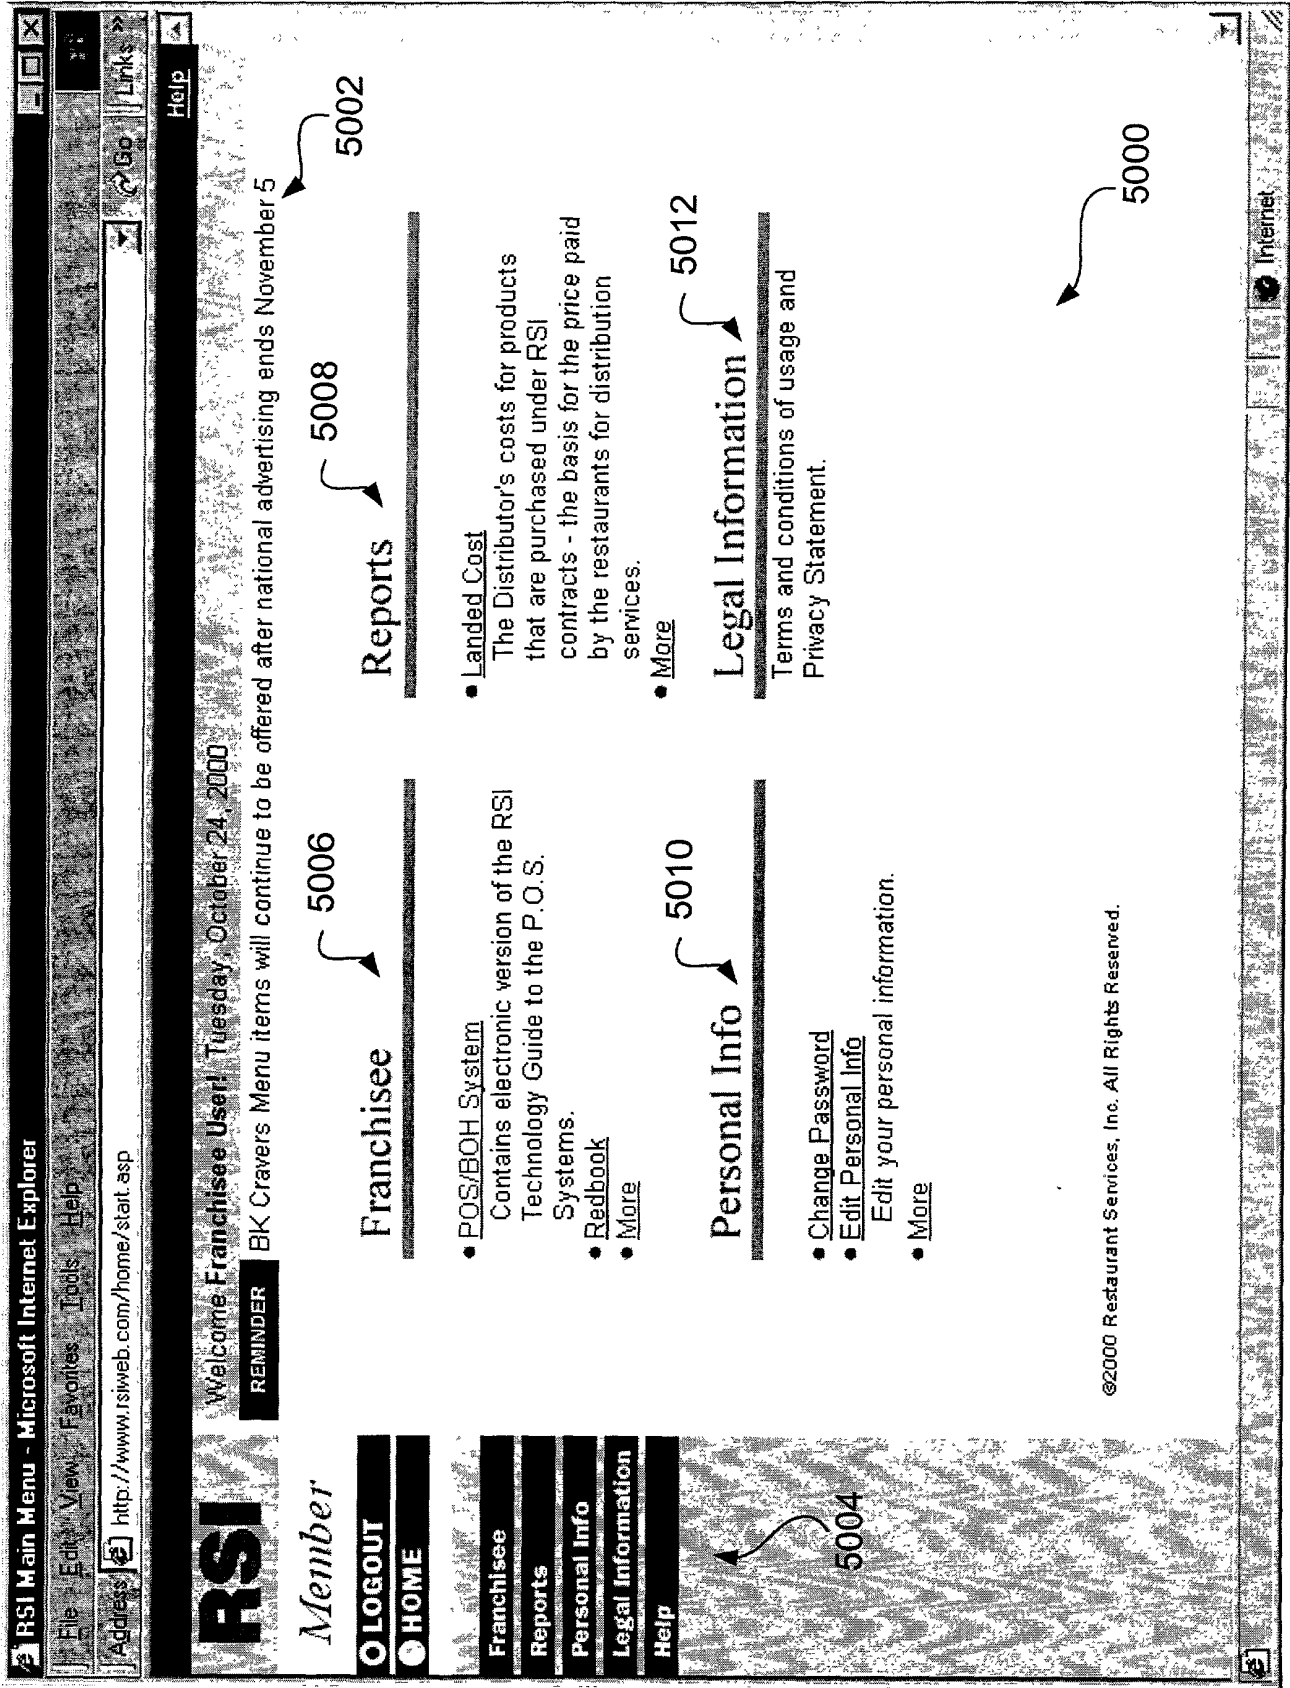 RSI Main Menu - Microsoft Internet Explorer
File Edit View Favorites Tools Help
Address http://www.rsiweb.com/home/start.asp Go Links »
Help
RSI
Welcome Franchisee User! Tuesday, October 24, 2000
REMINDER BK Cravers Menu items will continue to be offered after national advertising ends November 5
5002
Member
LOGOUT
HOME
Franchisee
Reports
Personal Info
Legal Information
Help
5004
5006
Franchisee
• POS/BOH System
Contains electronic version of the RSI
Technology Guide to the P.O.S.
Systems.
• Redbook
• More
5008
Reports
• Landed Cost
The Distributor's costs for products
that are purchased under RSI
contracts - the basis for the price paid
by the restaurants for distribution
services.
• More
5010
Personal Info
• Change Password
• Edit Personal Info
Edit your personal information.
• More
5012
Legal Information
Terms and conditions of usage and
Privacy Statement.
5000
©2000 Restaurant Services, Inc. All Rights Reserved.
Internet